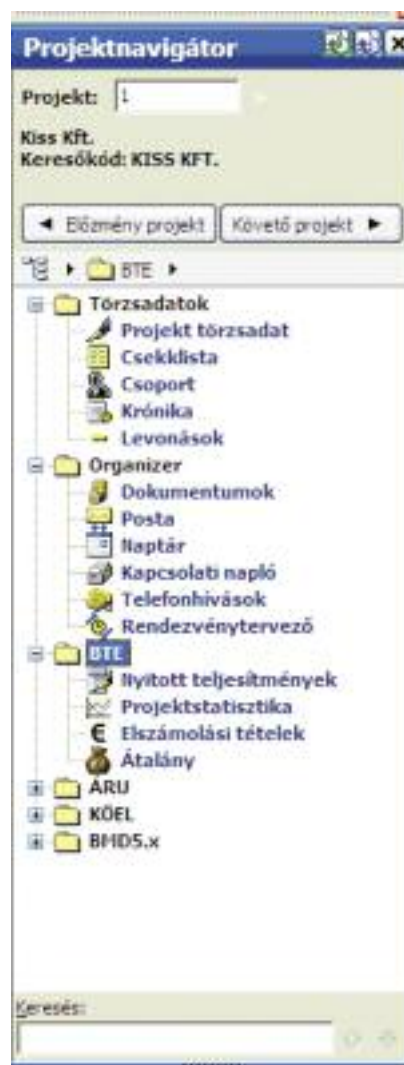 Projektnavigátor
Projekt: 1
Kiss Kft.
Keresőkód: KISS KFT.
Előzmény projekt Követő projekt
BTE
Törzsadatok
Projekt törzsadat
Csekklista
Csoport
Krónika
Levonások
Organizer
Dokumentumok
Posta
Naptár
Kapcsolati napló
Telefonhívások
Rendezvénytervező
BTE
Nyitott teljesítmények
Projektstatisztika
Elszámolási tételek
Átalány
ÁRU
KÖEL
BMD5.x
Keresés: